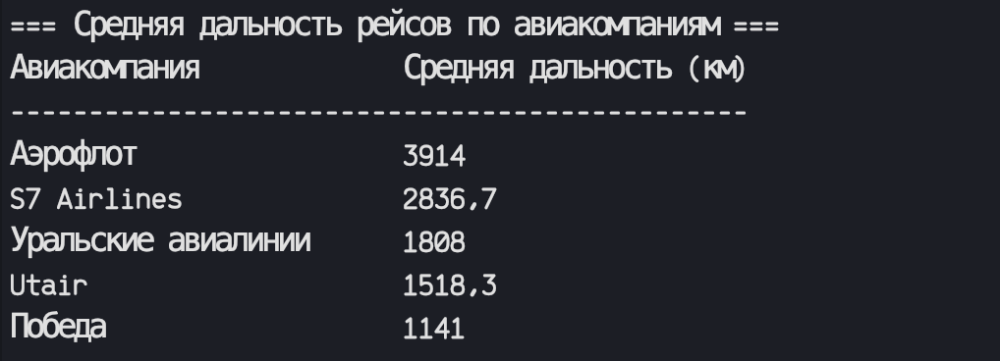 === Средняя дальность рейсов по авиакомпаниям ===
Авиакомпания Средняя дальность (км)
-----------------------------------------------
Аэрофлот 3914
S7 Airlines 2836,7
Уральские авиалинии 1808
Utair 1518,3
Победа 1141